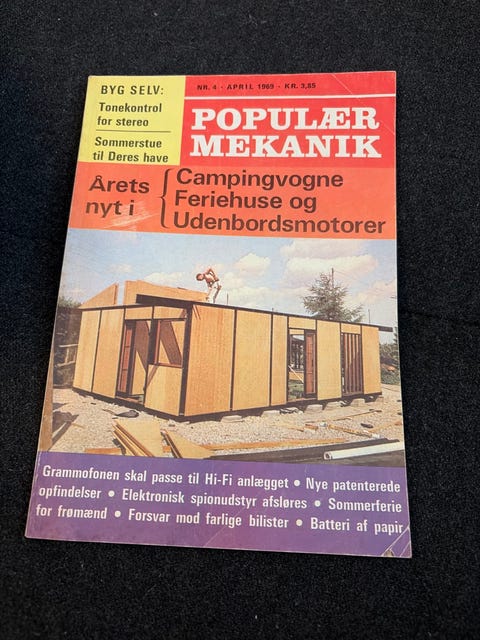 BYG SELV:
Tonekontrol
for stereo
Sommerstue
til Deres have
NR. 4 · APRIL 1969 · KR. 3,85
POPULÆR
MEKANIK
Årets
nyt i
Campingvogne
Feriehuse og
Udenbordsmotorer
Grammofonen skal passe til Hi-Fi anlægget • Nye patenterede
opfindelser • Elektronisk spionudstyr afsløres • Sommerferie
for frømænd • Forsvar mod farlige bilister • Batteri af papir